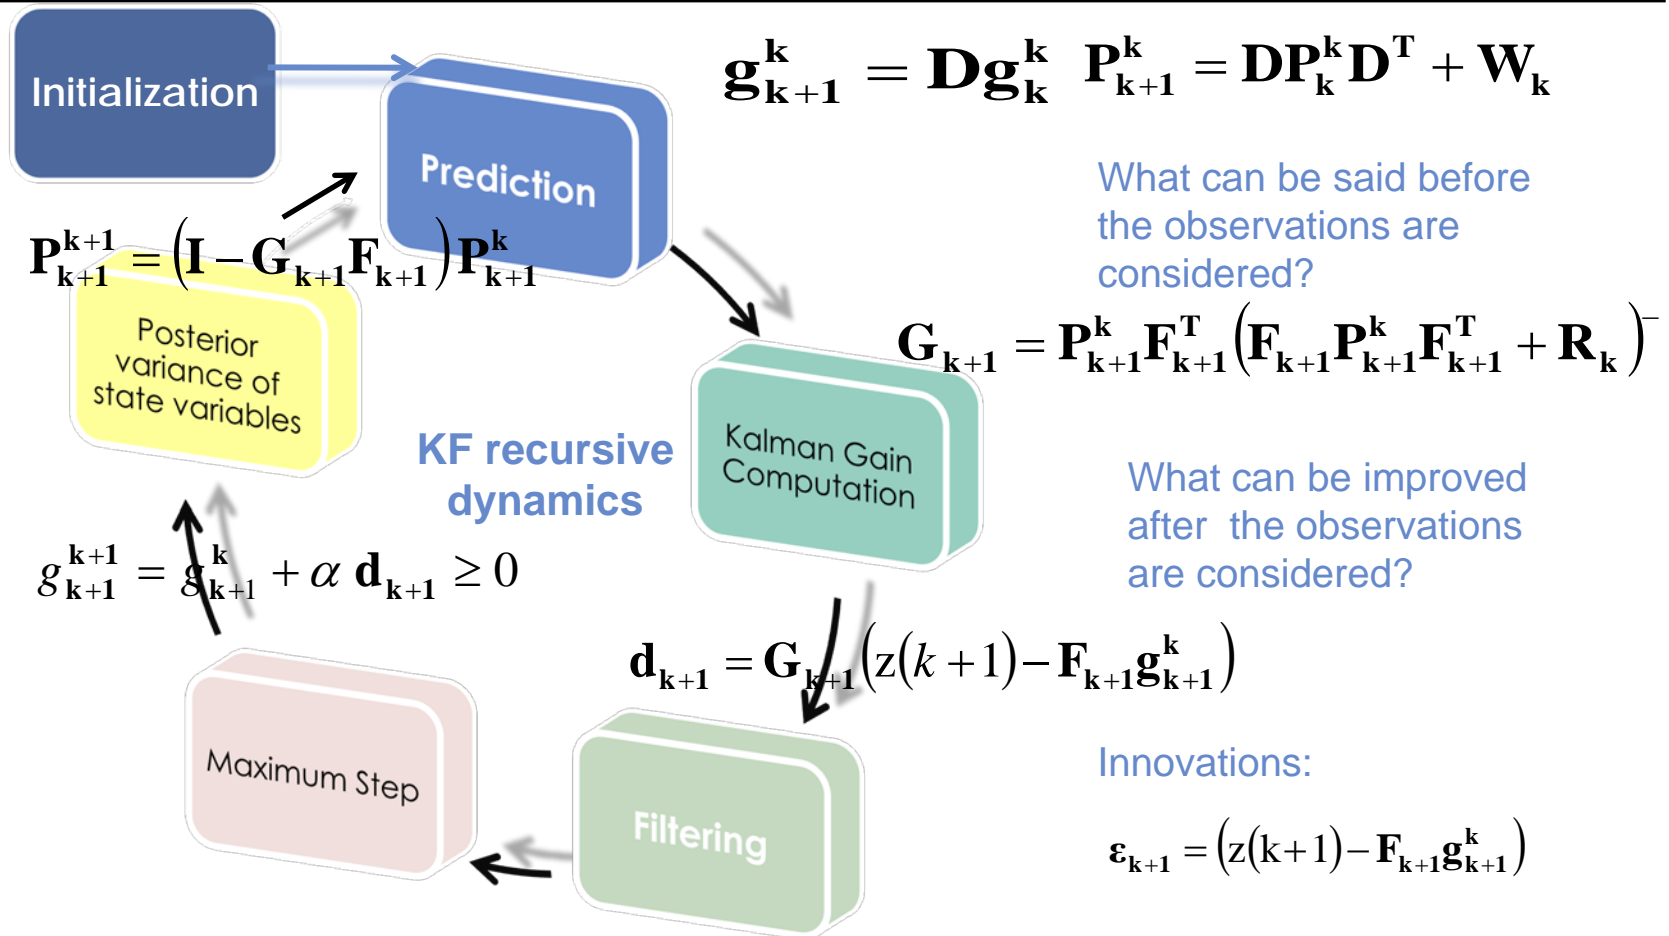 Initialization
g^k_{k+1} = Dg^k_k  P^k_{k+1} = DP^k_k D^T + W_k
Prediction
What can be said before
the observations are
considered?
P^{k+1}_{k+1} = (I − G_{k+1}F_{k+1})P^k_{k+1}
G_{k+1} = P^k_{k+1}F^T_{k+1}(F_{k+1}P^k_{k+1}F^T_{k+1} + R_k)^−
Posterior
variance of
state variables
KF recursive
dynamics
Kalman Gain
Computation
What can be improved
after  the observations
are considered?
g^{k+1}_{k+1} = g^k_{k+1} + α d_{k+1} ≥ 0
d_{k+1} = G_{k+1}(z(k+1) − F_{k+1}g^k_{k+1})
Maximum Step
Filtering
Innovations:
ε_{k+1} = (z(k+1) − F_{k+1}g^k_{k+1})